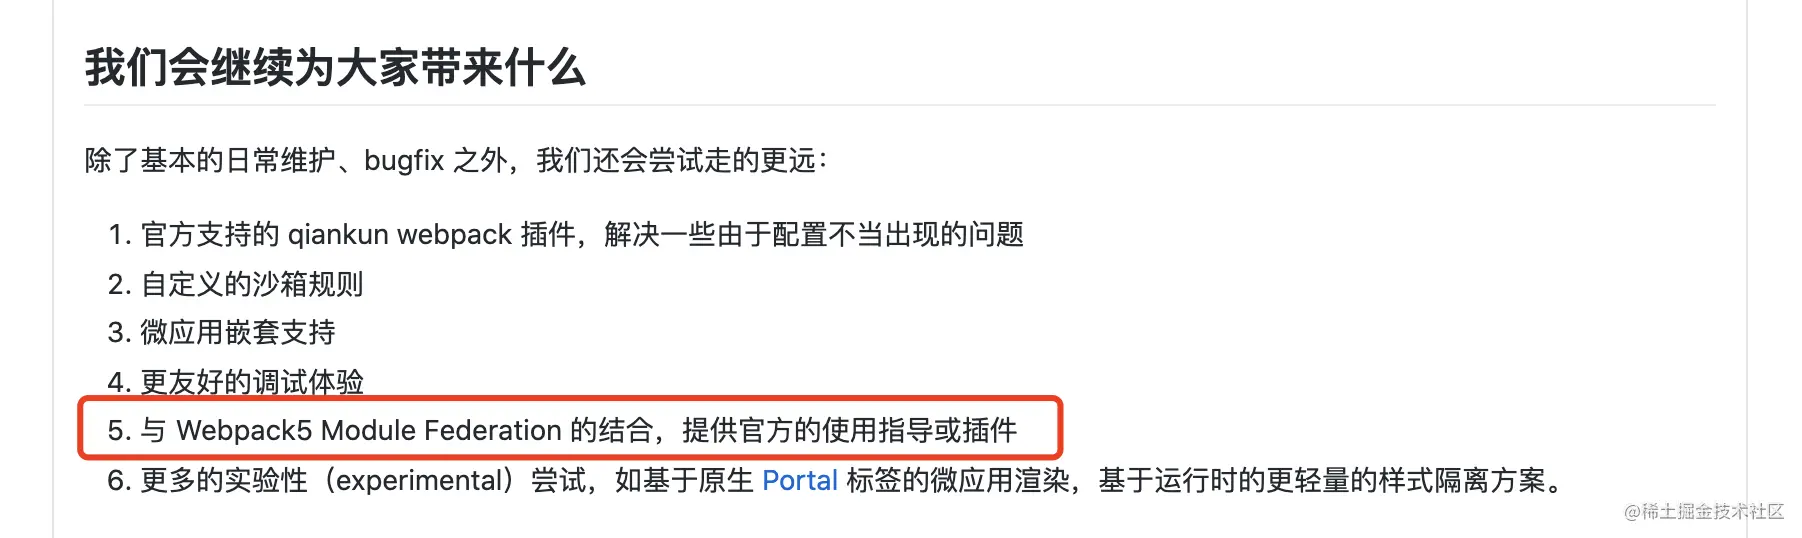 我们会继续为大家带来什么
除了基本的日常维护、bugfix 之外，我们还会尝试走的更远：
1. 官方支持的 qiankun webpack 插件，解决一些由于配置不当出现的问题
2. 自定义的沙箱规则
3. 微应用嵌套支持
4. 更友好的调试体验
5. 与 Webpack5 Module Federation 的结合，提供官方的使用指导或插件
6. 更多的实验性（experimental）尝试，如基于原生 Portal 标签的微应用渲染，基于运行时的更轻量的样式隔离方案。
@稀土掘金技术社区